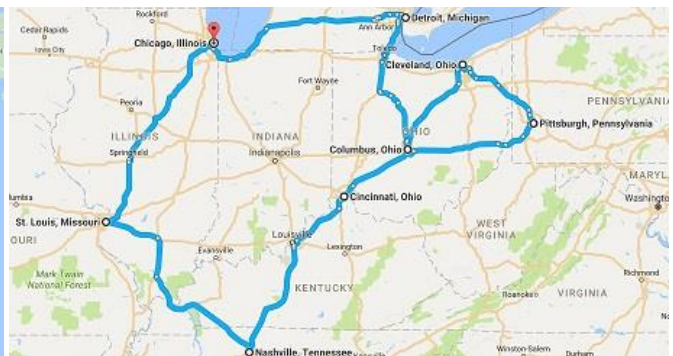 Rockford
Cedar Rapids
Chicago, Illinois
Detroit, Michigan
Ann Arbor
Iowa City
Toledo
Cleveland, Ohio
Fort Wayne
Peoria
PENNSYLVANIA
Pittsburgh, Pennsylvania
ILLINOIS
INDIANA
OHIO
Columbus, Ohio
Springfield
Indianapolis
MARYL
Cincinnati, Ohio
Washington
St. Louis, Missouri
WEST
VIRGINIA
OURI
Louisville
Evansville
Lexington
Mark Twain
National Forest
Richmond
KENTUCKY
Roanoke
VIRGINIA
Nashville, Tennessee
Winston-Salem
Durham